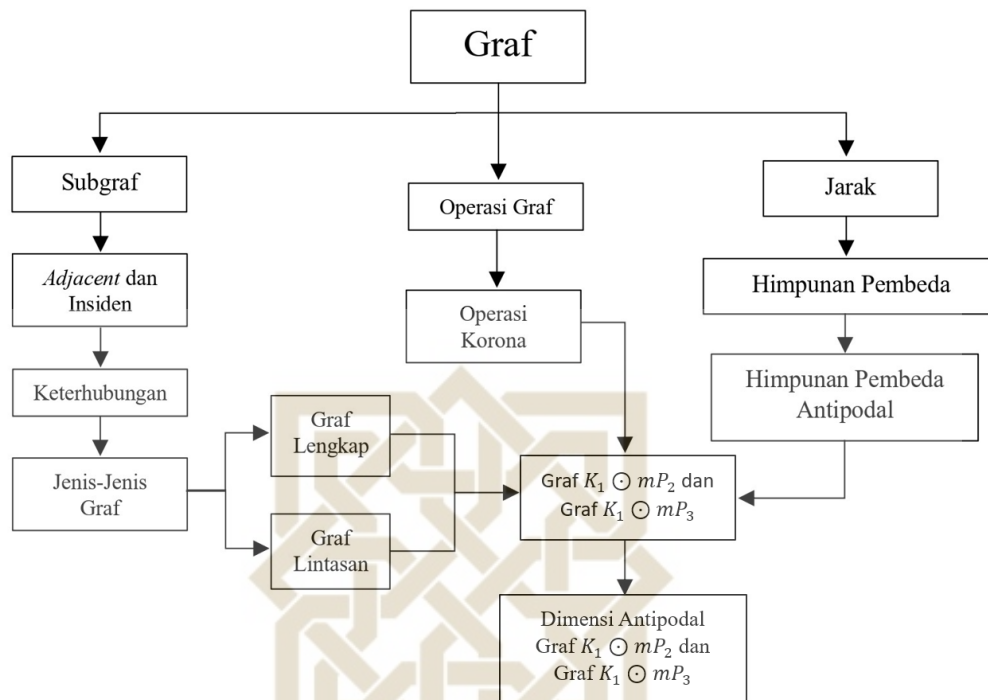 Graf
Subgraf
Operasi Graf
Jarak
Adjacent dan
Insiden
Himpunan Pembeda
Operasi
Korona
Keterhubungan
Himpunan Pembeda
Antipodal
Graf
Lengkap
Jenis-Jenis
Graf
Graf K₁ ⊙ mP₂ dan
Graf K₁ ⊙ mP₃
Graf
Lintasan
Dimensi Antipodal
Graf K₁ ⊙ mP₂ dan
Graf K₁ ⊙ mP₃